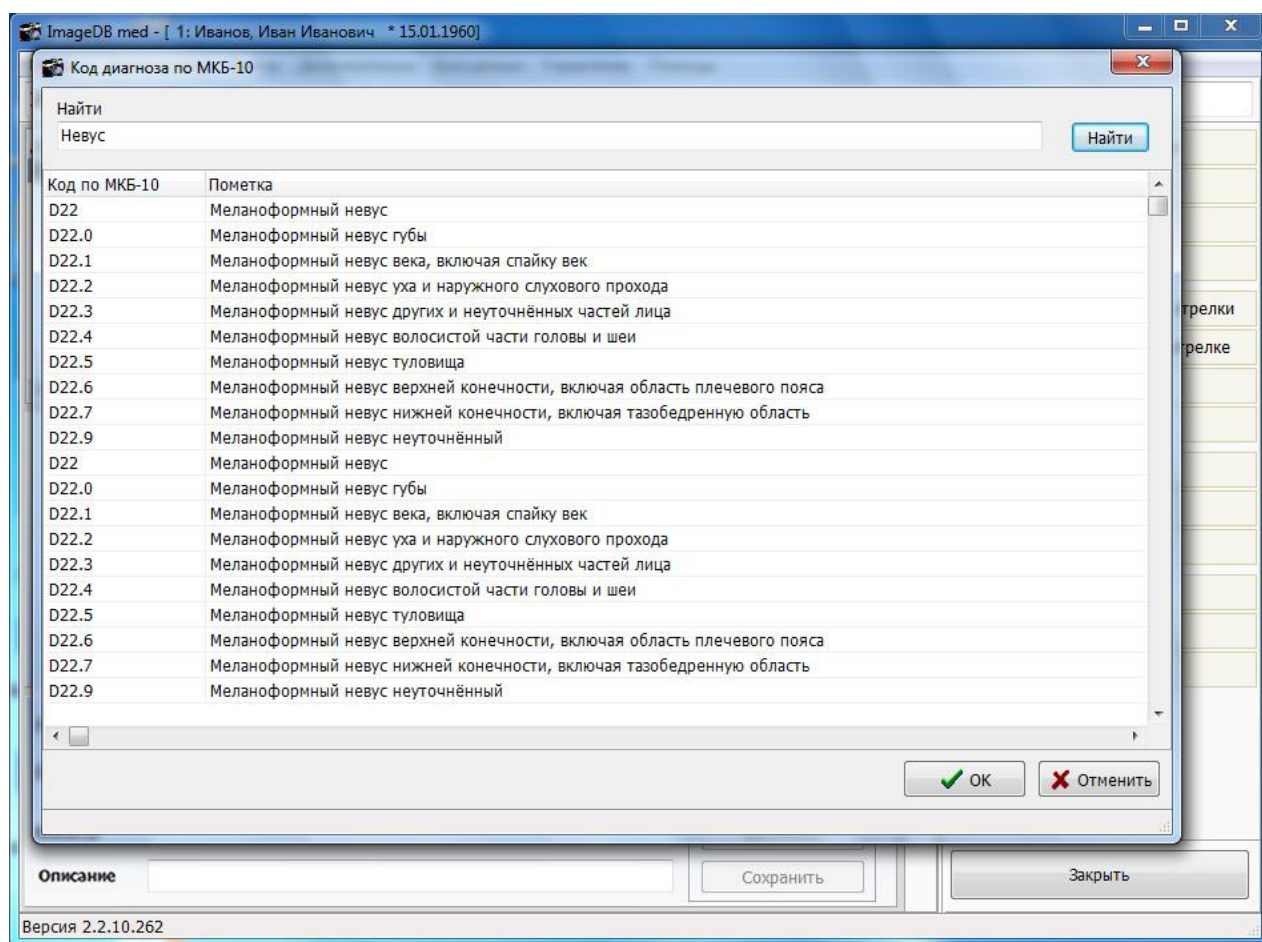 ImageDB med - [ 1: Иванов, Иван Иванович * 15.01.1960]
Код диагноза по МКБ-10
Найти
Невус Найти
Код по МКБ-10 Пометка
D22 Меланоформный невус
D22.0 Меланоформный невус губы
D22.1 Меланоформный невус века, включая спайку век
D22.2 Меланоформный невус уха и наружного слухового прохода
D22.3 Меланоформный невус других и неуточнённых частей лица
D22.4 Меланоформный невус волосистой части головы и шеи
D22.5 Меланоформный невус туловища
D22.6 Меланоформный невус верхней конечности, включая область плечевого пояса
D22.7 Меланоформный невус нижней конечности, включая тазобедренную область
D22.9 Меланоформный невус неуточнённый
D22 Меланоформный невус
D22.0 Меланоформный невус губы
D22.1 Меланоформный невус века, включая спайку век
D22.2 Меланоформный невус уха и наружного слухового прохода
D22.3 Меланоформный невус других и неуточнённых частей лица
D22.4 Меланоформный невус волосистой части головы и шеи
D22.5 Меланоформный невус туловища
D22.6 Меланоформный невус верхней конечности, включая область плечевого пояса
D22.7 Меланоформный невус нижней конечности, включая тазобедренную область
D22.9 Меланоформный невус неуточнённый
трелки
трелке
OK Отменить
Описание Сохранить Закрыть
Версия 2.2.10.262